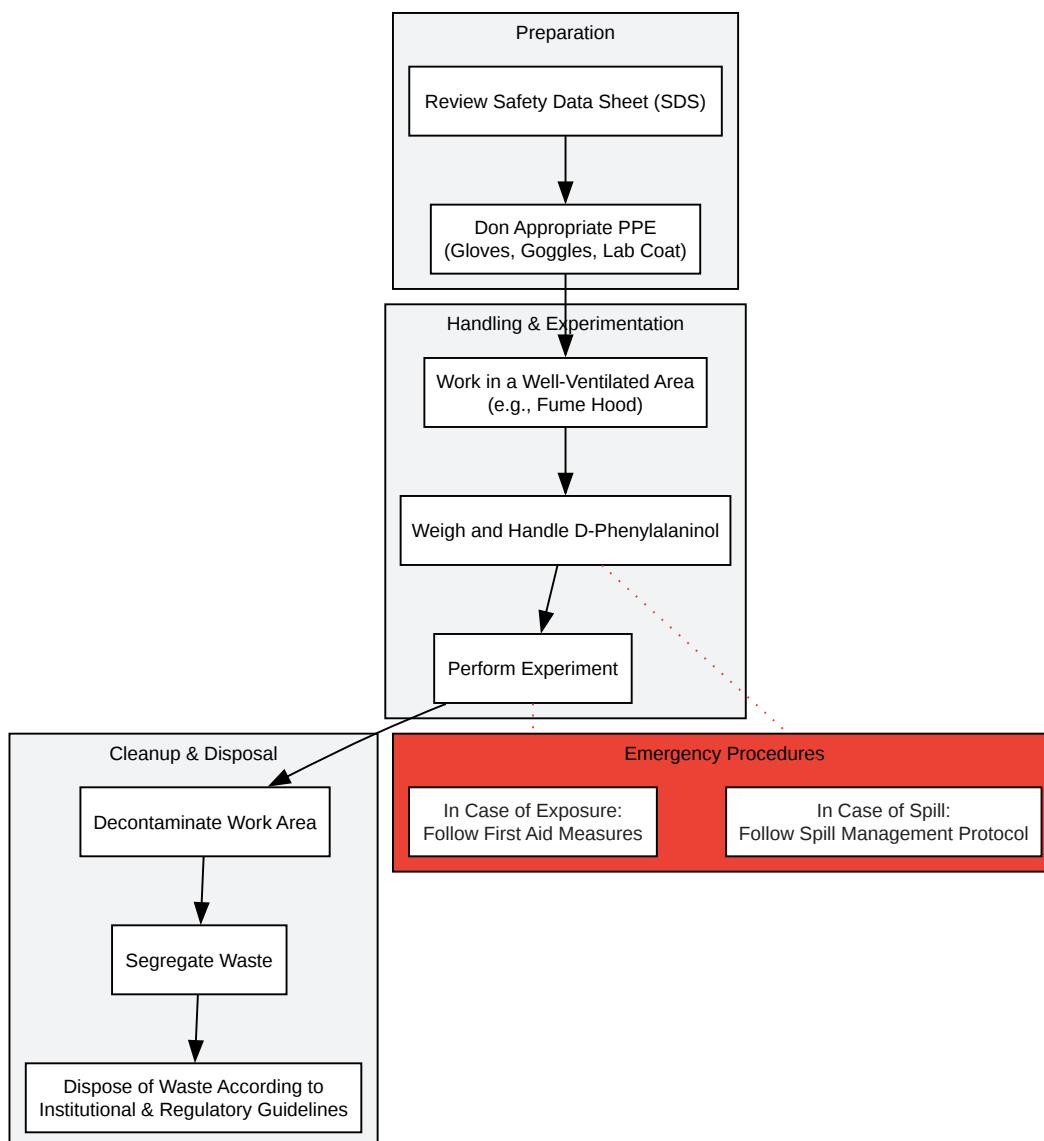 Preparation
Review Safety Data Sheet (SDS)
Don Appropriate PPE
(Gloves, Goggles, Lab Coat)
Handling & Experimentation
Work in a Well-Ventilated Area
(e.g., Fume Hood)
Weigh and Handle D-Phenylalaninol
Perform Experiment
Cleanup & Disposal
Decontaminate Work Area
Segregate Waste
Dispose of Waste According to
Institutional & Regulatory Guidelines
Emergency Procedures
In Case of Exposure:
Follow First Aid Measures
In Case of Spill:
Follow Spill Management Protocol